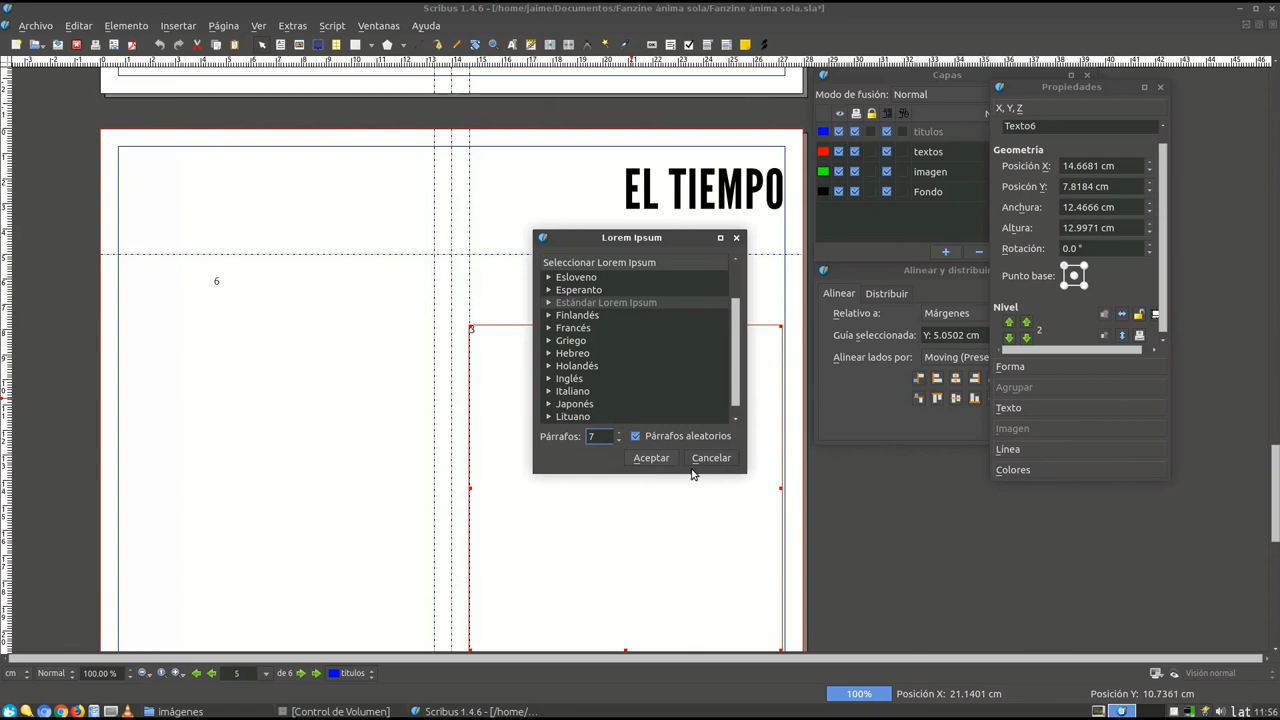 Scribus 1.4.6 - [/home/jaime/Documentos/Fanzine ànima sola/Fanzine ànima sola.sla*]
Archivo Editar Elemento Insertar Página Ver Extras Script Ventanas Ayuda
EL TIEMPO
6
3
Capas
Modo de fusión: Normal
N
titulos
textos
imagen
Fondo
Alinear y distribuir
Alinear Distribuir
Relativo a: Márgenes
Guía seleccionada: Y: 5.0502 cm
Alinear lados por: Moving (Prese
Propiedades
X, Y, Z
Texto6
Geometría
Posición X: 14.6681 cm
Posicón Y: 7.8184 cm
Anchura: 12.4666 cm
Altura: 12.9971 cm
Rotación: 0.0 °
Punto base:
Nivel
2
Forma
Agrupar
Texto
Imagen
Línea
Colores
Lorem Ipsum
Seleccionar Lorem Ipsum
Esloveno
Esperanto
Estándar Lorem Ipsum
Finlandés
Francés
Griego
Hebreo
Holandés
Inglés
Italiano
Japonés
Lituano
Párrafos: 7 Párrafos aleatorios
Aceptar Cancelar
cm Normal 100.00 % 5 de 6 titulos Visión normal
100% Posición X: 21.1401 cm Posición Y: 10.7361 cm
imágenes [Control de Volumen] Scribus 1.4.6 - [/home/... lat 11:56